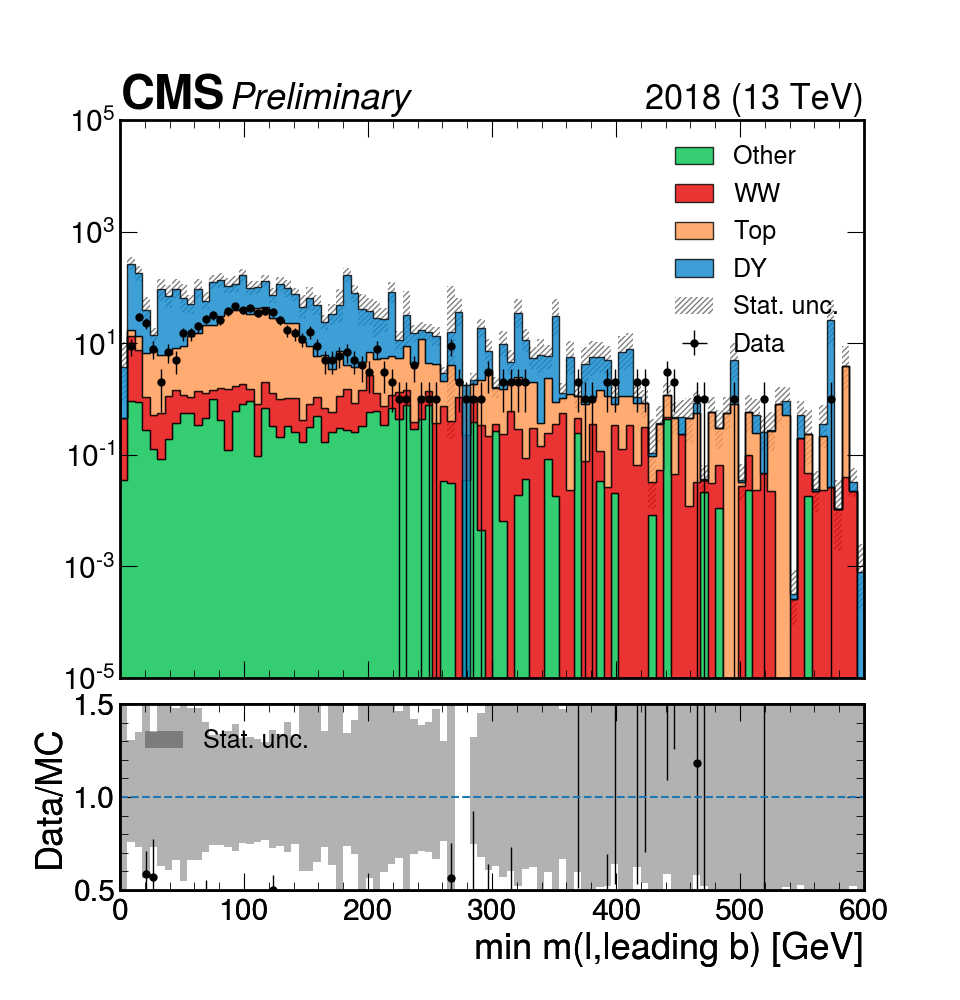 CMS Preliminary 2018 (13 TeV)
10^5
10^3
10^1
10^-1
10^-3
10^-5
Other
WW
Top
DY
Stat. unc.
Data
Data/MC
1.5
1.0
0.5
Stat. unc.
0 100 200 300 400 500 600
min m(l,leading b) [GeV]